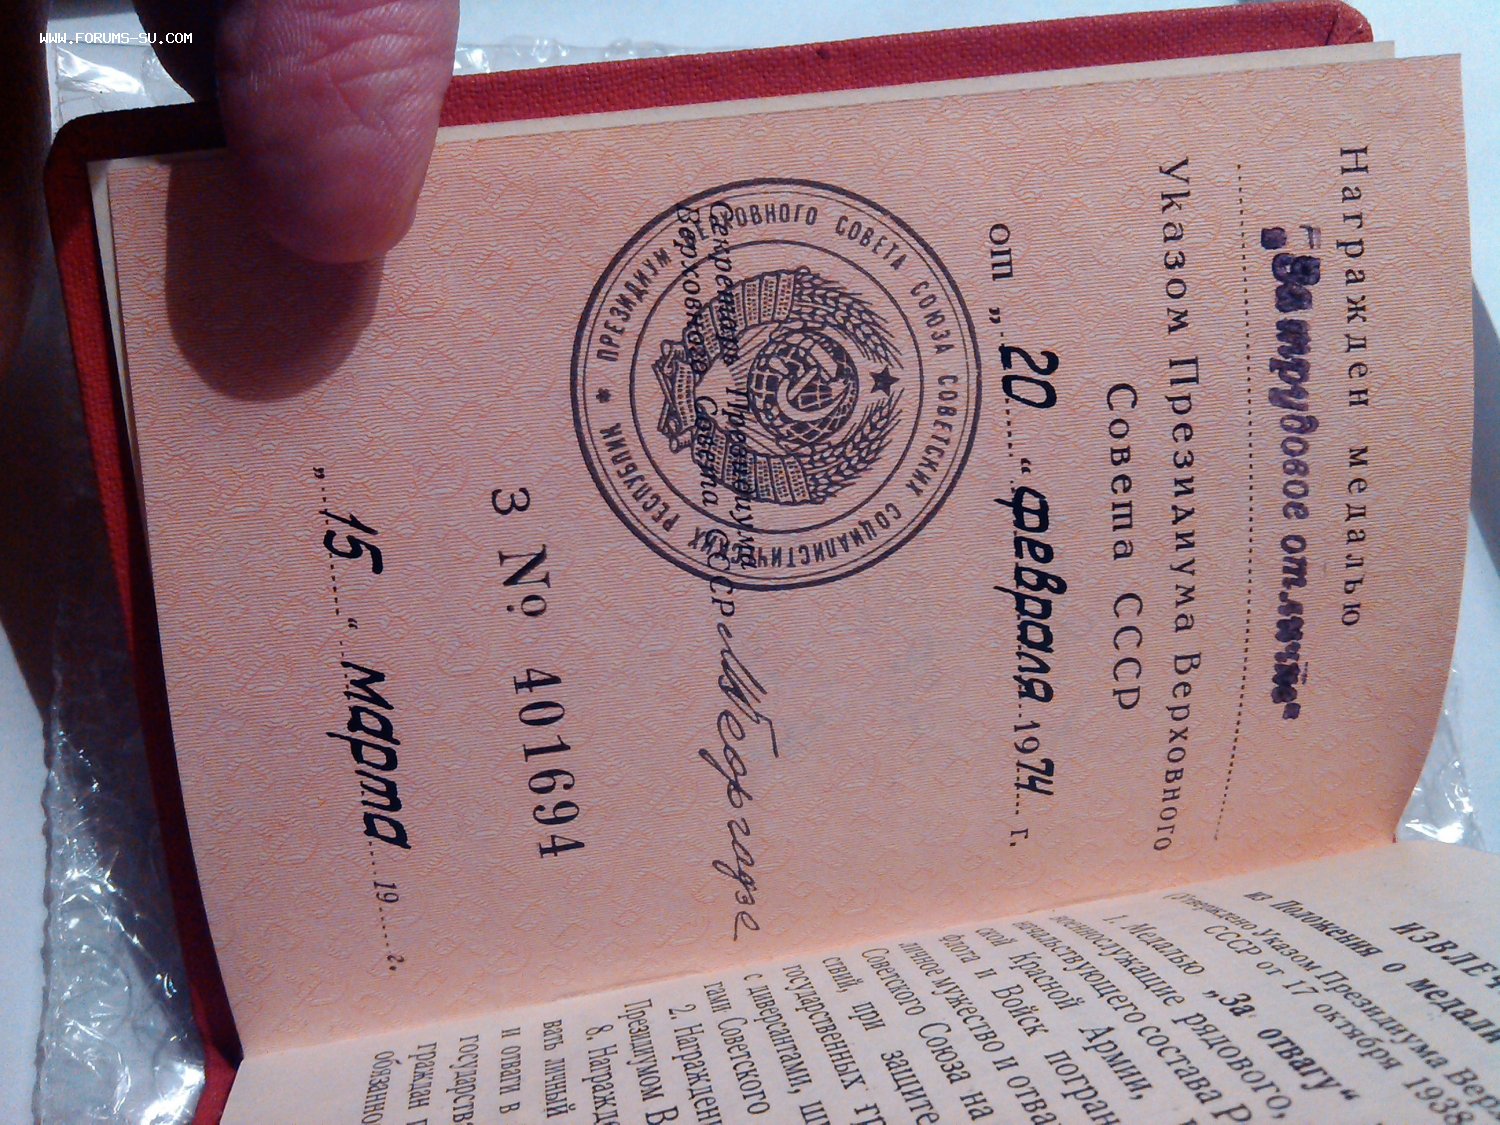 WWW.FORUMS-SU.COM
Награжден медалью
„За трудовое отличие“
Указом Президиума Верховного
Совета СССР
от „20“ февраля 1974 г.
ПРЕЗИДИУМ ВЕРХОВНОГО СОВЕТА СОЮЗА СОВЕТСКИХ СОЦИАЛИСТИЧЕСКИХ РЕСПУБЛИК *
Секретарь Президиума
Верховного Совета СССР Георгадзе
З № 401694
„15“ марта 19 г.
ИЗВЛЕЧ
из Положения о медали
(Утверждено Указом Президиума Верх
СССР от 17 октября 1938
1. Медалью „За отвагу“
военнослужащие рядового,
начальствующего состава Р
ской Красной Армии,
флота и Войск погран
личное мужество и отва
Советского Союза на
ствий при защите
государственных гр
с диверсантами, шп
гами Советского
2. Награждени
Президиумом В
8. Награжде
вать личный
и отваги в
государств
граждан
обязанно